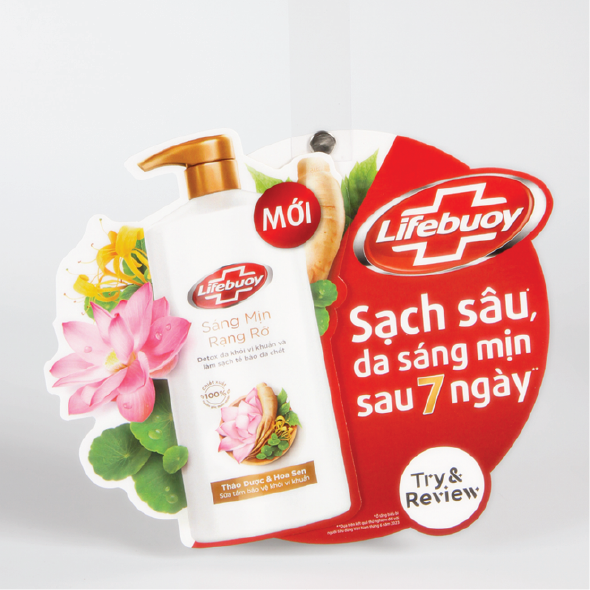 MỚI
Lifebuoy
Lifebuoy
Sáng Mịn
Rạng Rỡ
Detox da khỏi vi khuẩn và
làm sạch tế bào da chết
100%
Thảo Dược & Hoa Sen
Sữa tắm bảo vệ khỏi vi khuẩn
Sạch sâu*,
da sáng mịn
sau 7 ngày**
Try &
Review